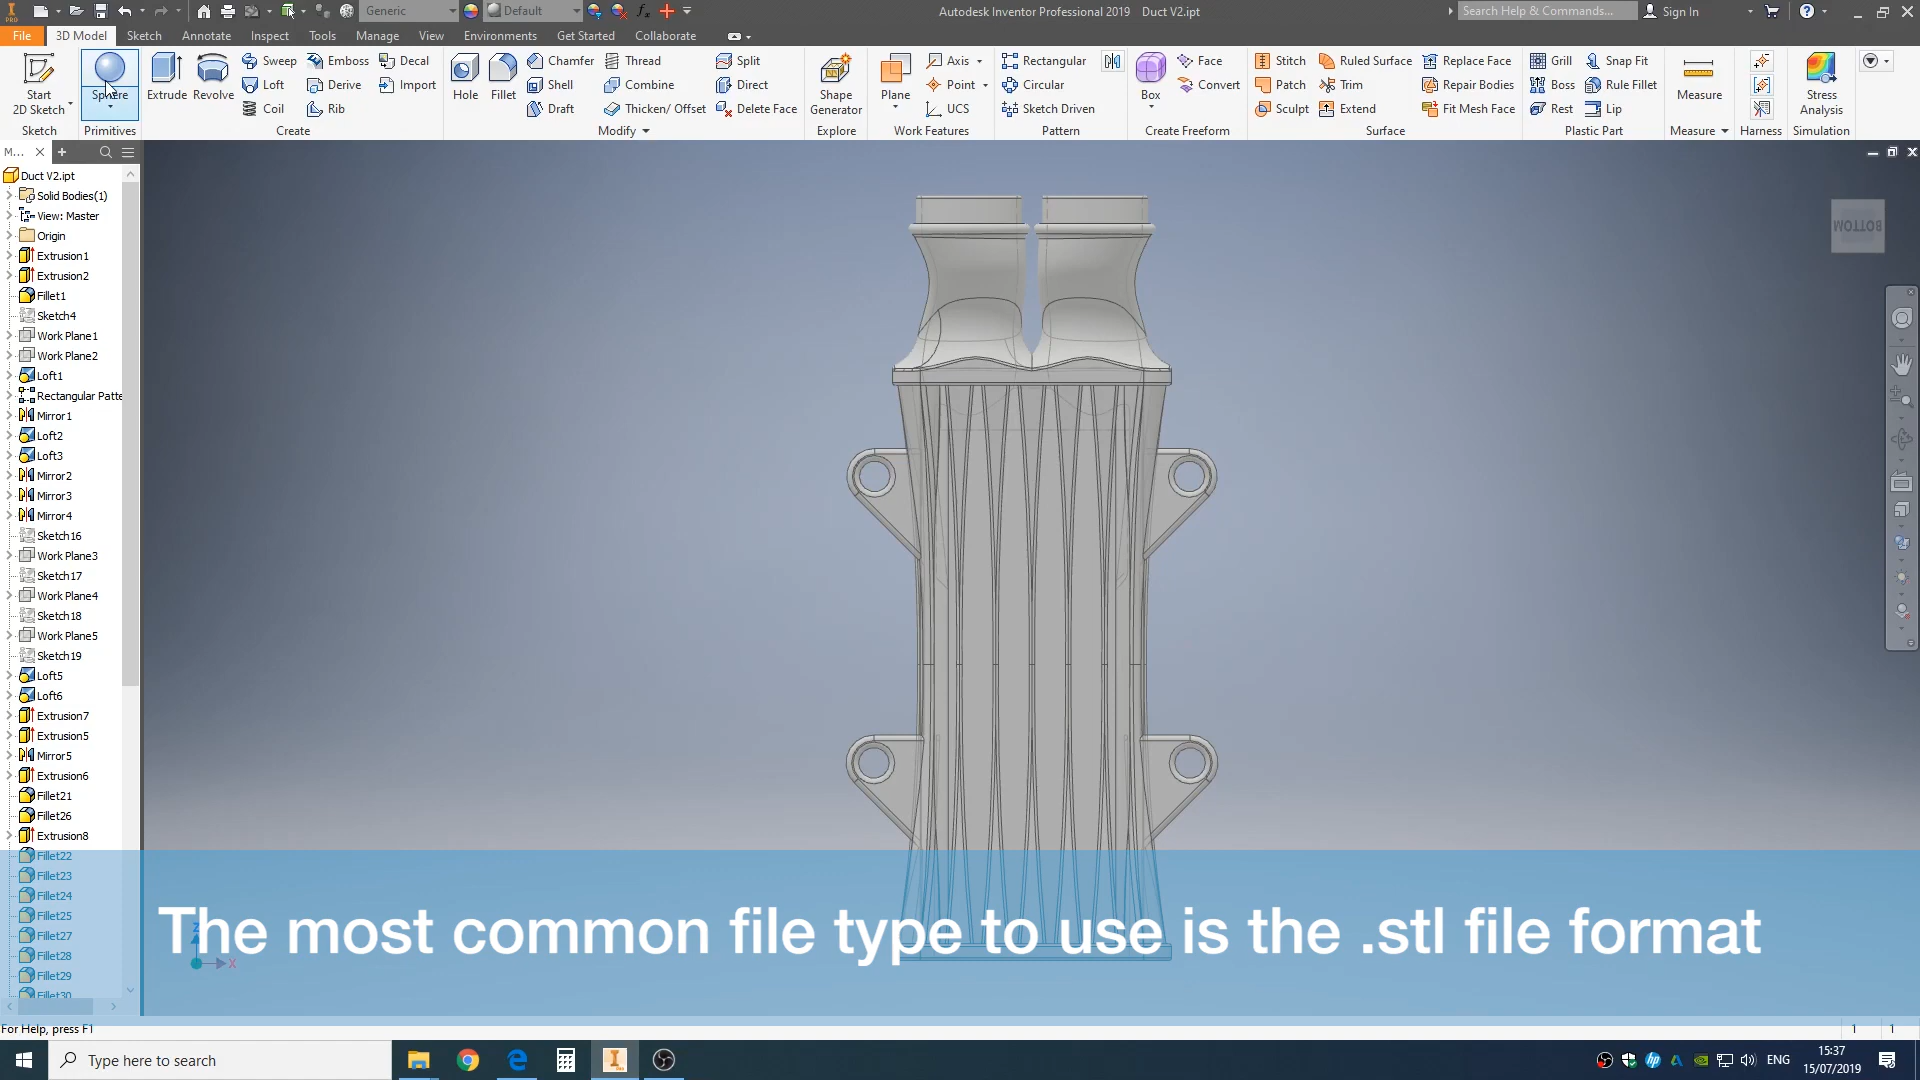 PRO
Generic
Default
fx
Autodesk Inventor Professional 2019 Duct V2.ipt
Search Help & Commands...
Sign In
File
3D Model
Sketch
Annotate
Inspect
Tools
Manage
View
Environments
Get Started
Collaborate
Start
2D Sketch
Sketch
Sphere
Primitives
Extrude
Revolve
Sweep
Loft
Coil
Emboss
Derive
Rib
Decal
Import
Create
Hole
Fillet
Chamfer
Shell
Draft
Thread
Combine
Thicken/ Offset
Split
Direct
Delete Face
Modify
Shape
Generator
Explore
Plane
Axis
Point
UCS
Work Features
Rectangular
Circular
Sketch Driven
Pattern
Box
Face
Convert
Create Freeform
Stitch
Patch
Sculpt
Ruled Surface
Trim
Extend
Replace Face
Repair Bodies
Fit Mesh Face
Surface
Grill
Boss
Rest
Snap Fit
Rule Fillet
Lip
Plastic Part
Measure
Measure
Harness
Stress
Analysis
Simulation
M...
Duct V2.ipt
Solid Bodies(1)
View: Master
Origin
Extrusion1
Extrusion2
Fillet1
Sketch4
Work Plane1
Work Plane2
Loft1
Rectangular Patte
Mirror1
Loft2
Loft3
Mirror2
Mirror3
Mirror4
Sketch16
Work Plane3
Sketch17
Work Plane4
Sketch18
Work Plane5
Sketch19
Loft5
Loft6
Extrusion7
Extrusion5
Mirror5
Extrusion6
Fillet21
Fillet26
Extrusion8
Fillet22
Fillet23
Fillet24
Fillet25
Fillet27
Fillet28
Fillet29
Fillet30
BOTTOM
The most common file type to use is the .stl file format
Z
X
For Help, press F1
1 1
Type here to search
ENG
15:37
15/07/2019